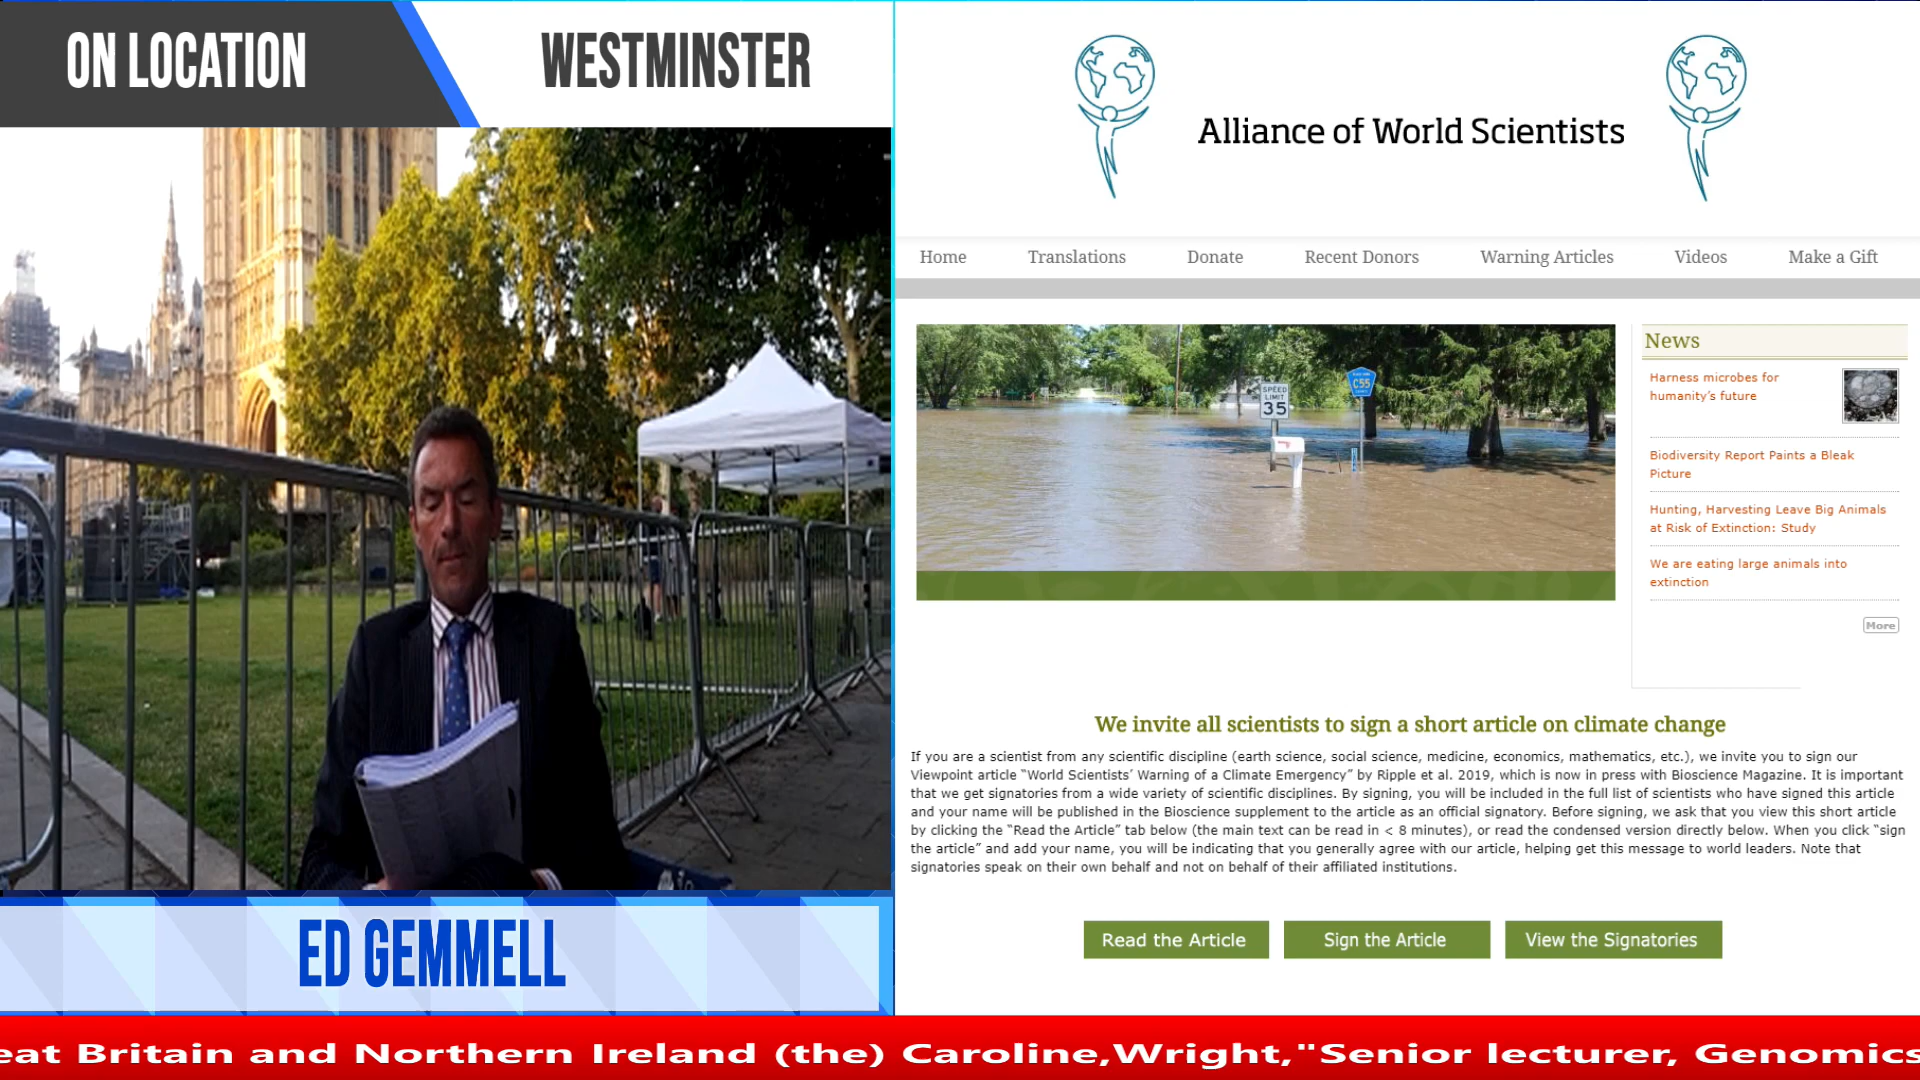 ON LOCATION
WESTMINSTER
ED GEMMELL
Alliance of World Scientists
Home Translations Donate Recent Donors Warning Articles Videos Make a Gift
SPEED
LIMIT
35
C55
News
Harness microbes for
humanity's future
Biodiversity Report Paints a Bleak
Picture
Hunting, Harvesting Leave Big Animals
at Risk of Extinction: Study
We are eating large animals into
extinction
More
We invite all scientists to sign a short article on climate change
If you are a scientist from any scientific discipline (earth science, social science, medicine, economics, mathematics, etc.), we invite you to sign our
Viewpoint article “World Scientists’ Warning of a Climate Emergency” by Ripple et al. 2019, which is now in press with Bioscience Magazine. It is important
that we get signatories from a wide variety of scientific disciplines. By signing, you will be included in the full list of scientists who have signed this article
and your name will be published in the Bioscience supplement to the article as an official signatory. Before signing, we ask that you view this short article
by clicking the “Read the Article” tab below (the main text can be read in < 8 minutes), or read the condensed version directly below. When you click “sign
the article” and add your name, you will be indicating that you generally agree with our article, helping get this message to world leaders. Note that
signatories speak on their own behalf and not on behalf of their affiliated institutions.
Read the Article Sign the Article View the Signatories
eat Britain and Northern Ireland (the) Caroline,Wright,"Senior lecturer, Genomics